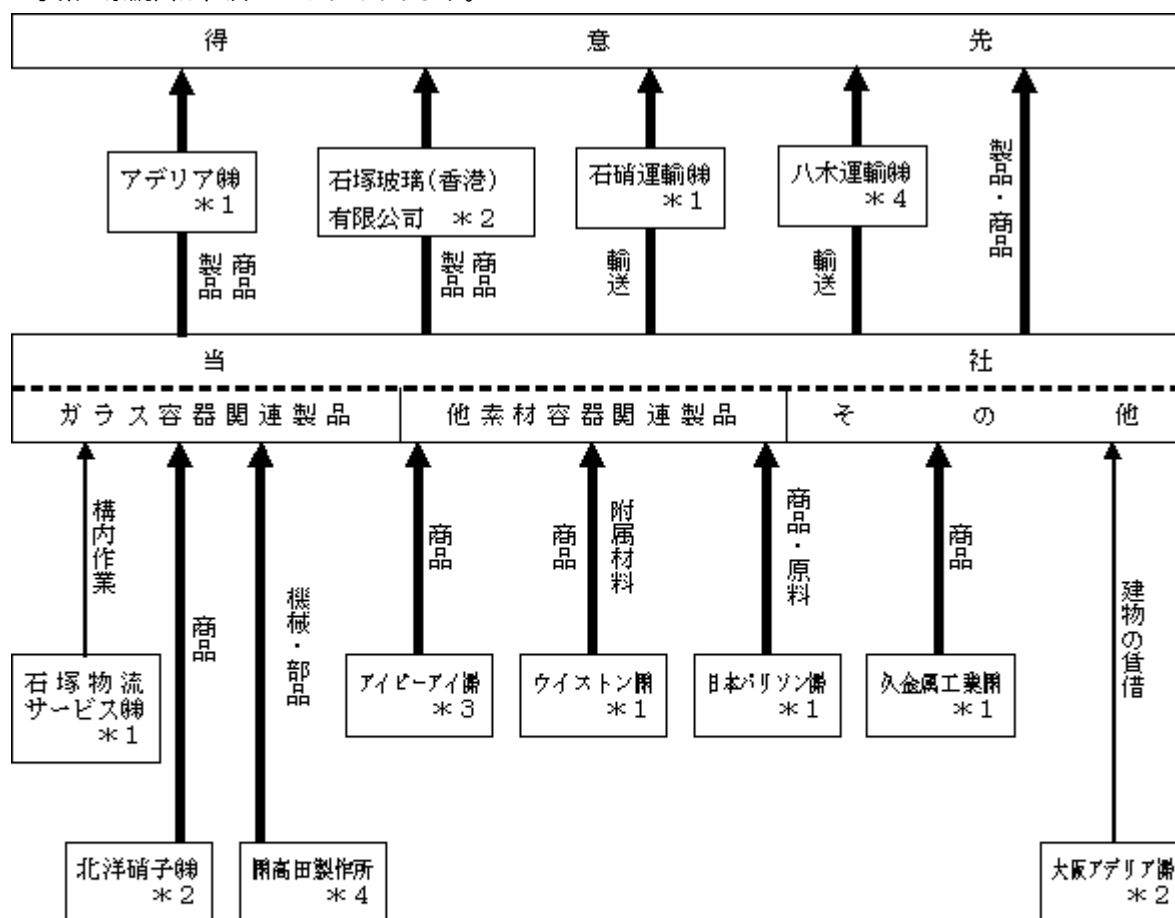 得意先
アデリア㈱
＊1
石塚玻璃(香港)
有限公司　＊2
石硝運輸㈱
＊1
八木運輸㈱
＊4
製品・商品
商品
製品
商品
製品
輸送
輸送
当社
ガラス容器関連製品
他素材容器関連製品
その他
構内作業
商品
機械・部品
商品
商品
附属材料
商品・原料
商品
建物の賃借
石塚物流
サービス㈱
＊1
アイピーアイ㈱
＊3
ウイストン㈱
＊1
日本パリソン㈱
＊1
久金属工業㈱
＊1
北洋硝子㈱
＊2
㈱高田製作所
＊4
大阪アデリア㈱
＊2